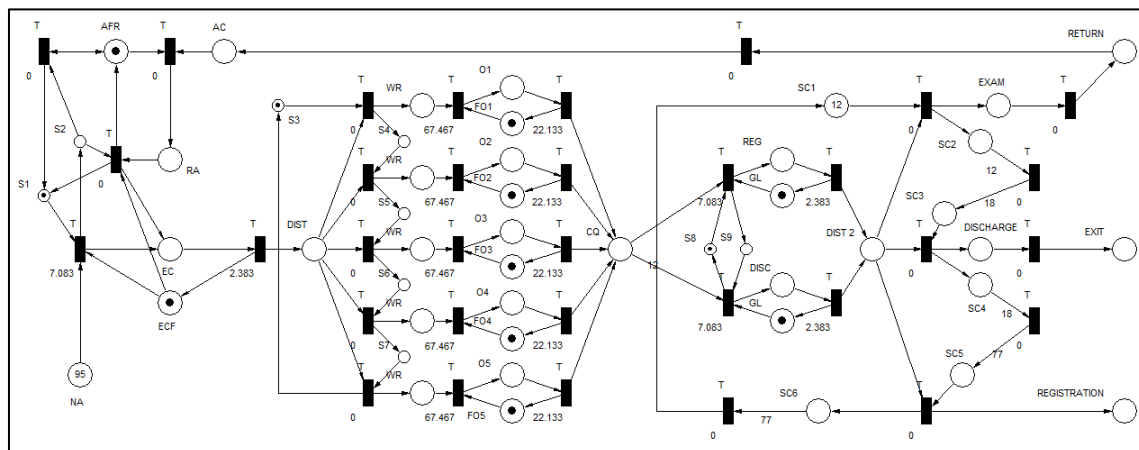 T AFR T AC T RETURN
0 0 0
T O1 T SC1 T EXAM T
WR FO1 12
S3 0 67.467 22.133 0 0
S2 T S4 O2 REG SC2 T
T WR T T T T
RA FO2 GL 12
0 0 67.467 22.133 7.083 2.383 18 0
S1 S5 O3 SC3
T T T WR T T CQ S8 S9 DIST 2 T DISCHARGE T EXIT
DIST FO3
7.083 EC 2.383 0 67.467 22.133 12 0 0
ECF S6 O4 DISC SC4
T WR T T T T 18 T
FO4 GL
0 67.467 22.133 7.083 2.383 77 0
95 S7 O5 SC5
NA T WR T T T SC6 T REGISTRATION
FO5
0 67.467 22.133 0 77 0